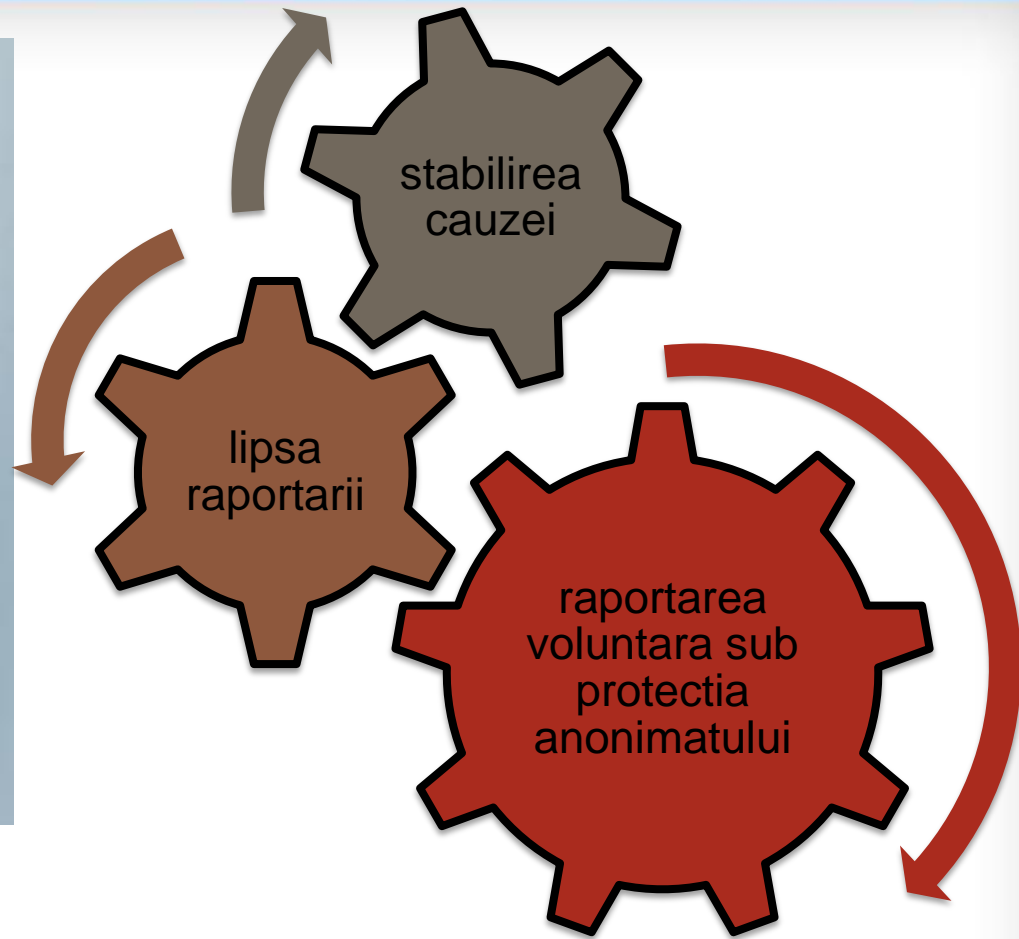 stabilirea
cauzei
lipsa
raportarii
raportarea
voluntara sub
protectia
anonimatului